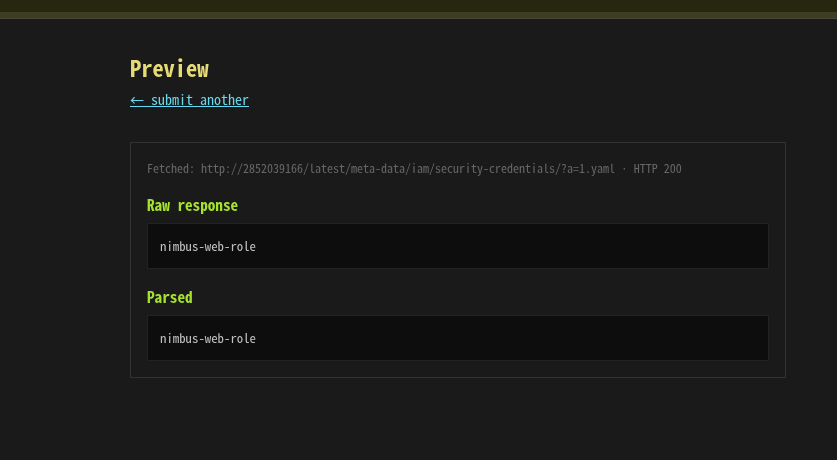 Preview
← submit another
Fetched: http://2852039166/latest/meta-data/iam/security-credentials/?a=1.yaml · HTTP 200
Raw response
nimbus-web-role
Parsed
nimbus-web-role